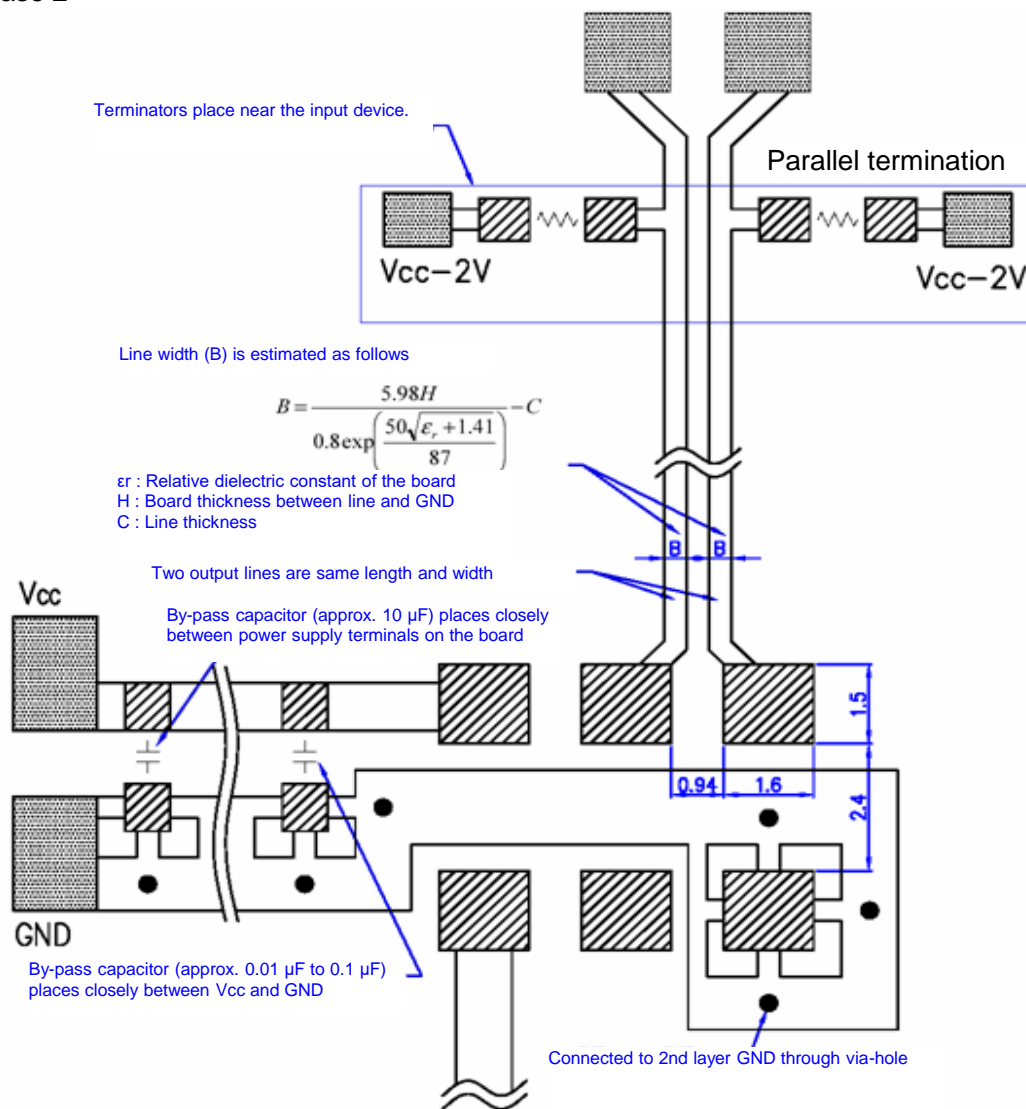 Terminators place near the input device.
Parallel termination
Vcc-2V
Vcc-2V
Line width (B) is estimated as follows
B = 5.98H / (0.8 exp(50√(εr + 1.41) / 87)) − C
εr : Relative dielectric constant of the board
H : Board thickness between line and GND
C : Line thickness
B B
Two output lines are same length and width
Vcc
By-pass capacitor (approx. 10 µF) places closely
between power supply terminals on the board
1.5
0.94 1.6
2.4
GND
By-pass capacitor (approx. 0.01 µF to 0.1 µF)
places closely between Vcc and GND
Connected to 2nd layer GND through via-hole